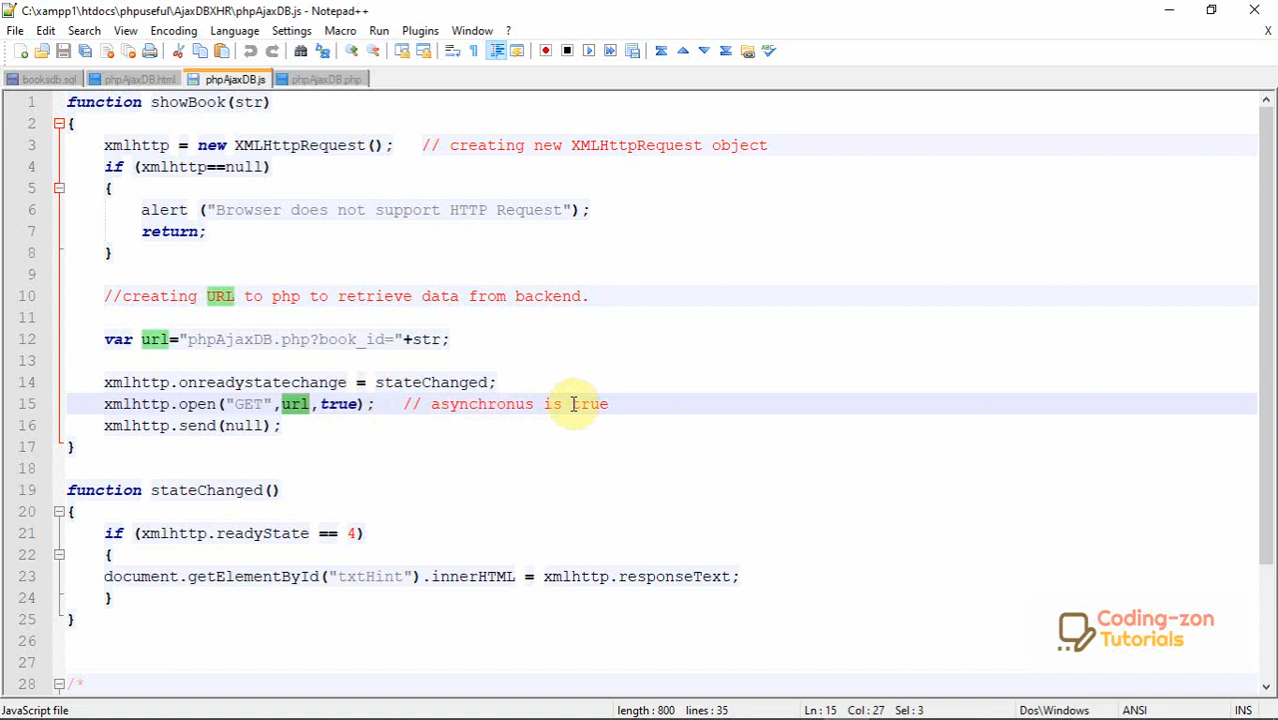 C:\xampp1\htdocs\phpuseful\AjaxDBXHR\phpAjaxDB.js - Notepad++
File Edit Search View Encoding Language Settings Macro Run Plugins Window ? X
booksdb.sql phpAjaxDB.html phpAjaxDB.js phpAjaxDB.php
1 function showBook(str)
2 {
3 xmlhttp = new XMLHttpRequest(); // creating new XMLHttpRequest object
4 if (xmlhttp==null)
5 {
6 alert ("Browser does not support HTTP Request");
7 return;
8 }
9
10 //creating URL to php to retrieve data from backend.
11
12 var url="phpAjaxDB.php?book_id="+str;
13
14 xmlhttp.onreadystatechange = stateChanged;
15 xmlhttp.open("GET",url,true); // asynchronus is true
16 xmlhttp.send(null);
17 }
18
19 function stateChanged()
20 {
21 if (xmlhttp.readyState == 4)
22 {
23 document.getElementById("txtHint").innerHTML = xmlhttp.responseText;
24 }
25 }
26
27
28 /*
Coding-zon
Tutorials
JavaScript file length : 800 lines : 35 Ln : 15 Col : 27 Sel : 3 Dos\Windows ANSI INS